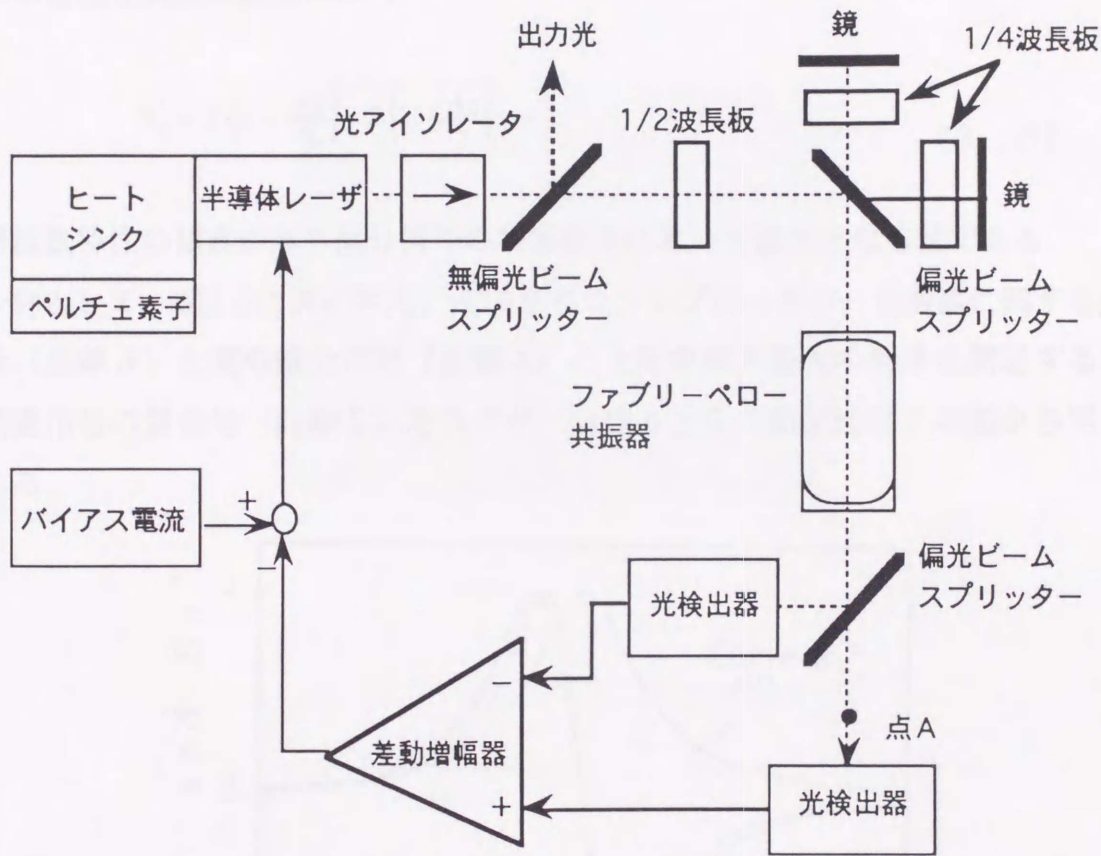 鏡
1/4波長板
出力光
光アイソレータ
1/2波長板
ヒート
シンク
半導体レーザ
鏡
ペルチェ素子
無偏光ビーム
スプリッター
偏光ビーム
スプリッター
ファブリーペロー
共振器
バイアス電流
+
−
偏光ビーム
スプリッター
光検出器
−
点A
差動増幅器
+
光検出器